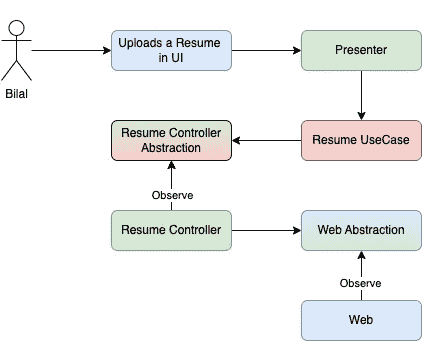 Uploads a Resume
in UI
Presenter
Bilal
Resume Controller
Abstraction
Resume UseCase
Observe
Resume Controller
Web Abstraction
Observe
Web